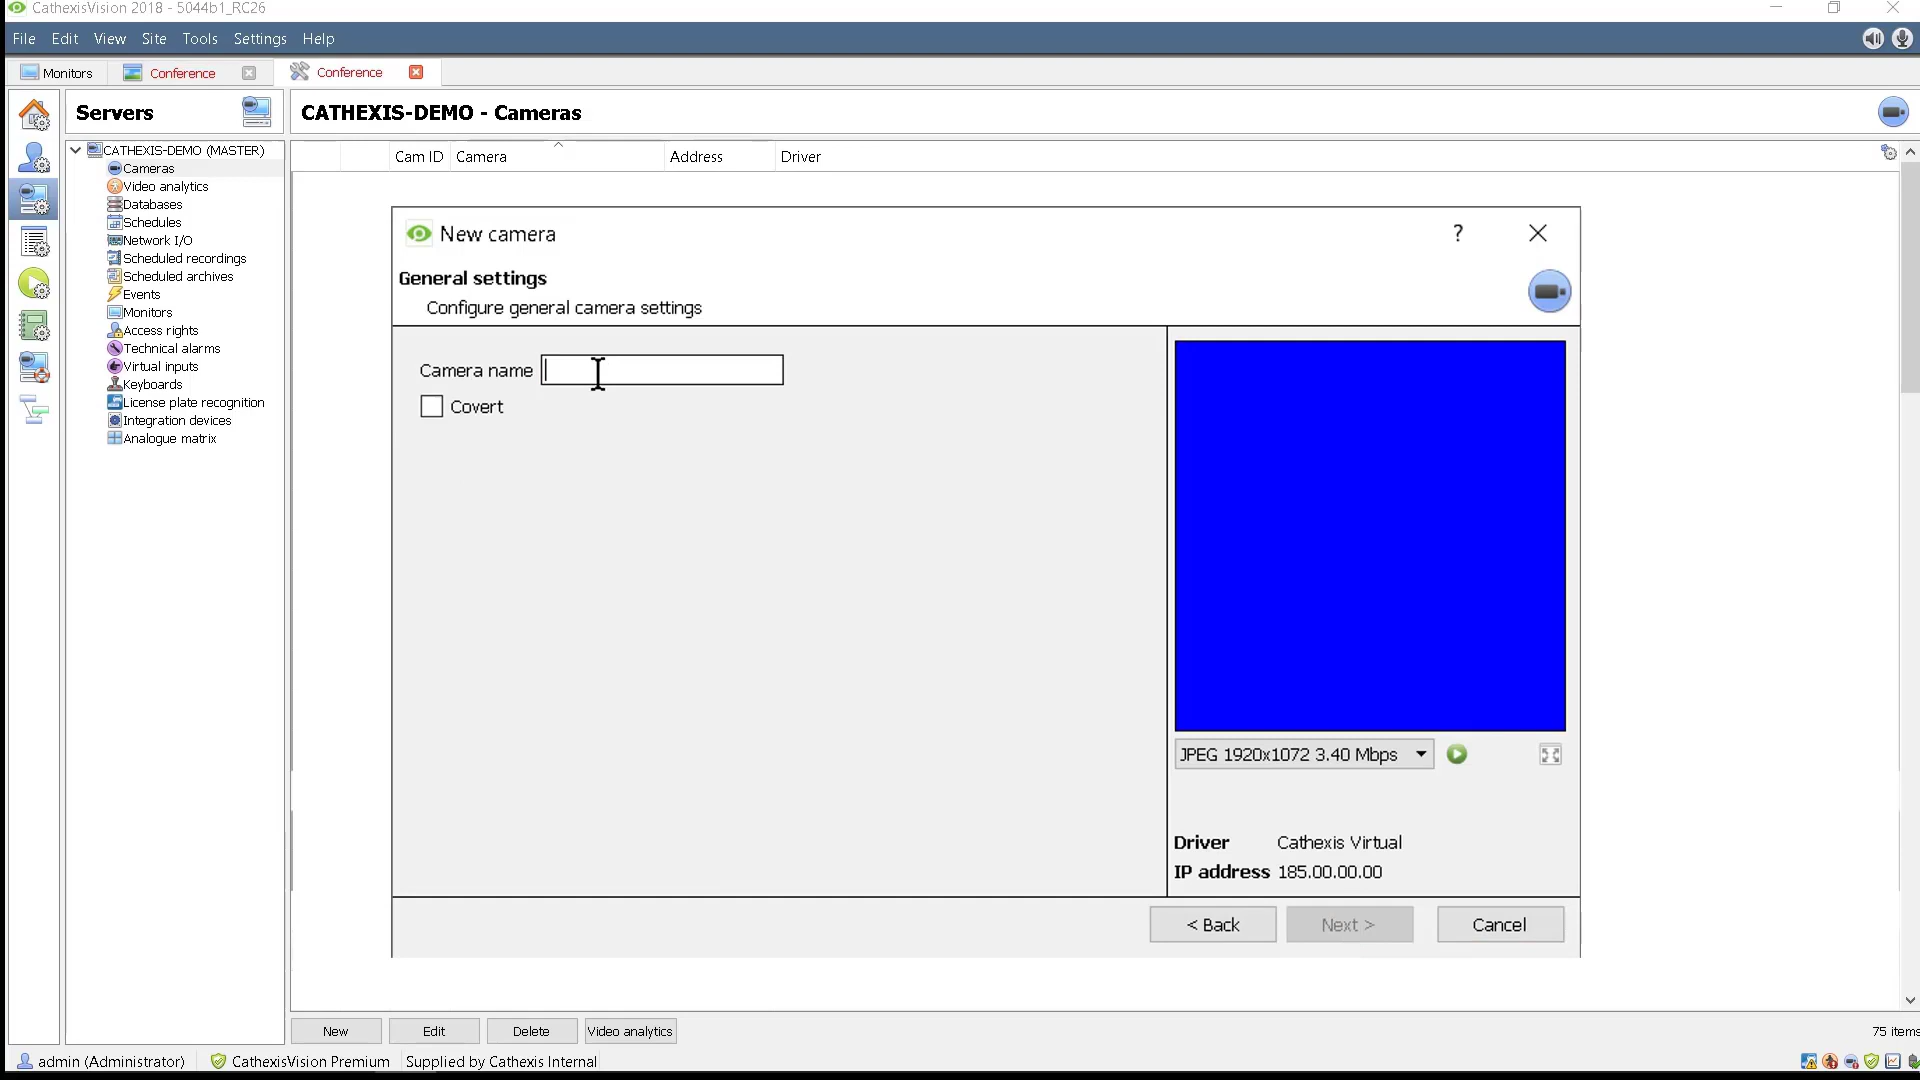 CathexisVision 2018 - 5044b1_RC26
File Edit View Site Tools Settings Help
Monitors Conference Conference
Servers
CATHEXIS-DEMO - Cameras
CATHEXIS-DEMO (MASTER)
Cameras
Video analytics
Databases
Schedules
Network I/O
Scheduled recordings
Scheduled archives
Events
Monitors
Access rights
Technical alarms
Virtual inputs
Keyboards
License plate recognition
Integration devices
Analogue matrix
Cam ID Camera Address Driver
New camera
?
General settings
Configure general camera settings
Camera name
Covert
JPEG 1920x1072 3.40 Mbps
Driver Cathexis Virtual
IP address 185.00.00.00
< Back Next > Cancel
New Edit Delete Video analytics
75 items
admin (Administrator) CathexisVision Premium Supplied by Cathexis Internal